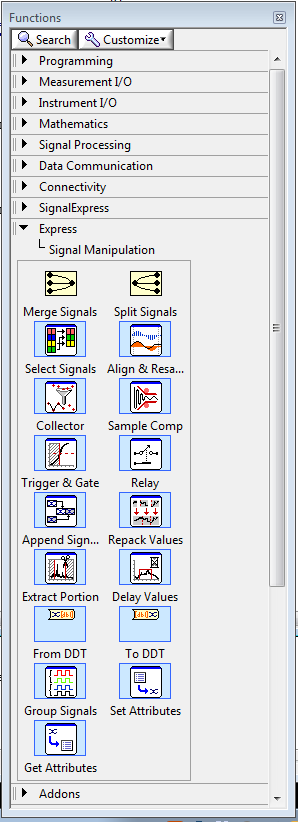 Functions
Search Customize
Programming
Measurement I/O
Instrument I/O
Mathematics
Signal Processing
Data Communication
Connectivity
SignalExpress
Express
Signal Manipulation
Merge Signals Split Signals
Select Signals Align & Resa...
Collector Sample Comp
Trigger & Gate Relay
Append Sign... Repack Values
Extract Portion Delay Values
From DDT To DDT
Group Signals Set Attributes
Get Attributes
Addons